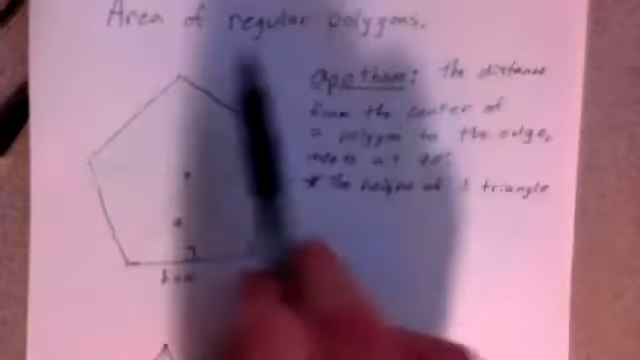 Area of regular polygons.
apothem: The distance
from the center of
a polygon to the edge,
meets at 90°
* The height of 1 triangle
a
base